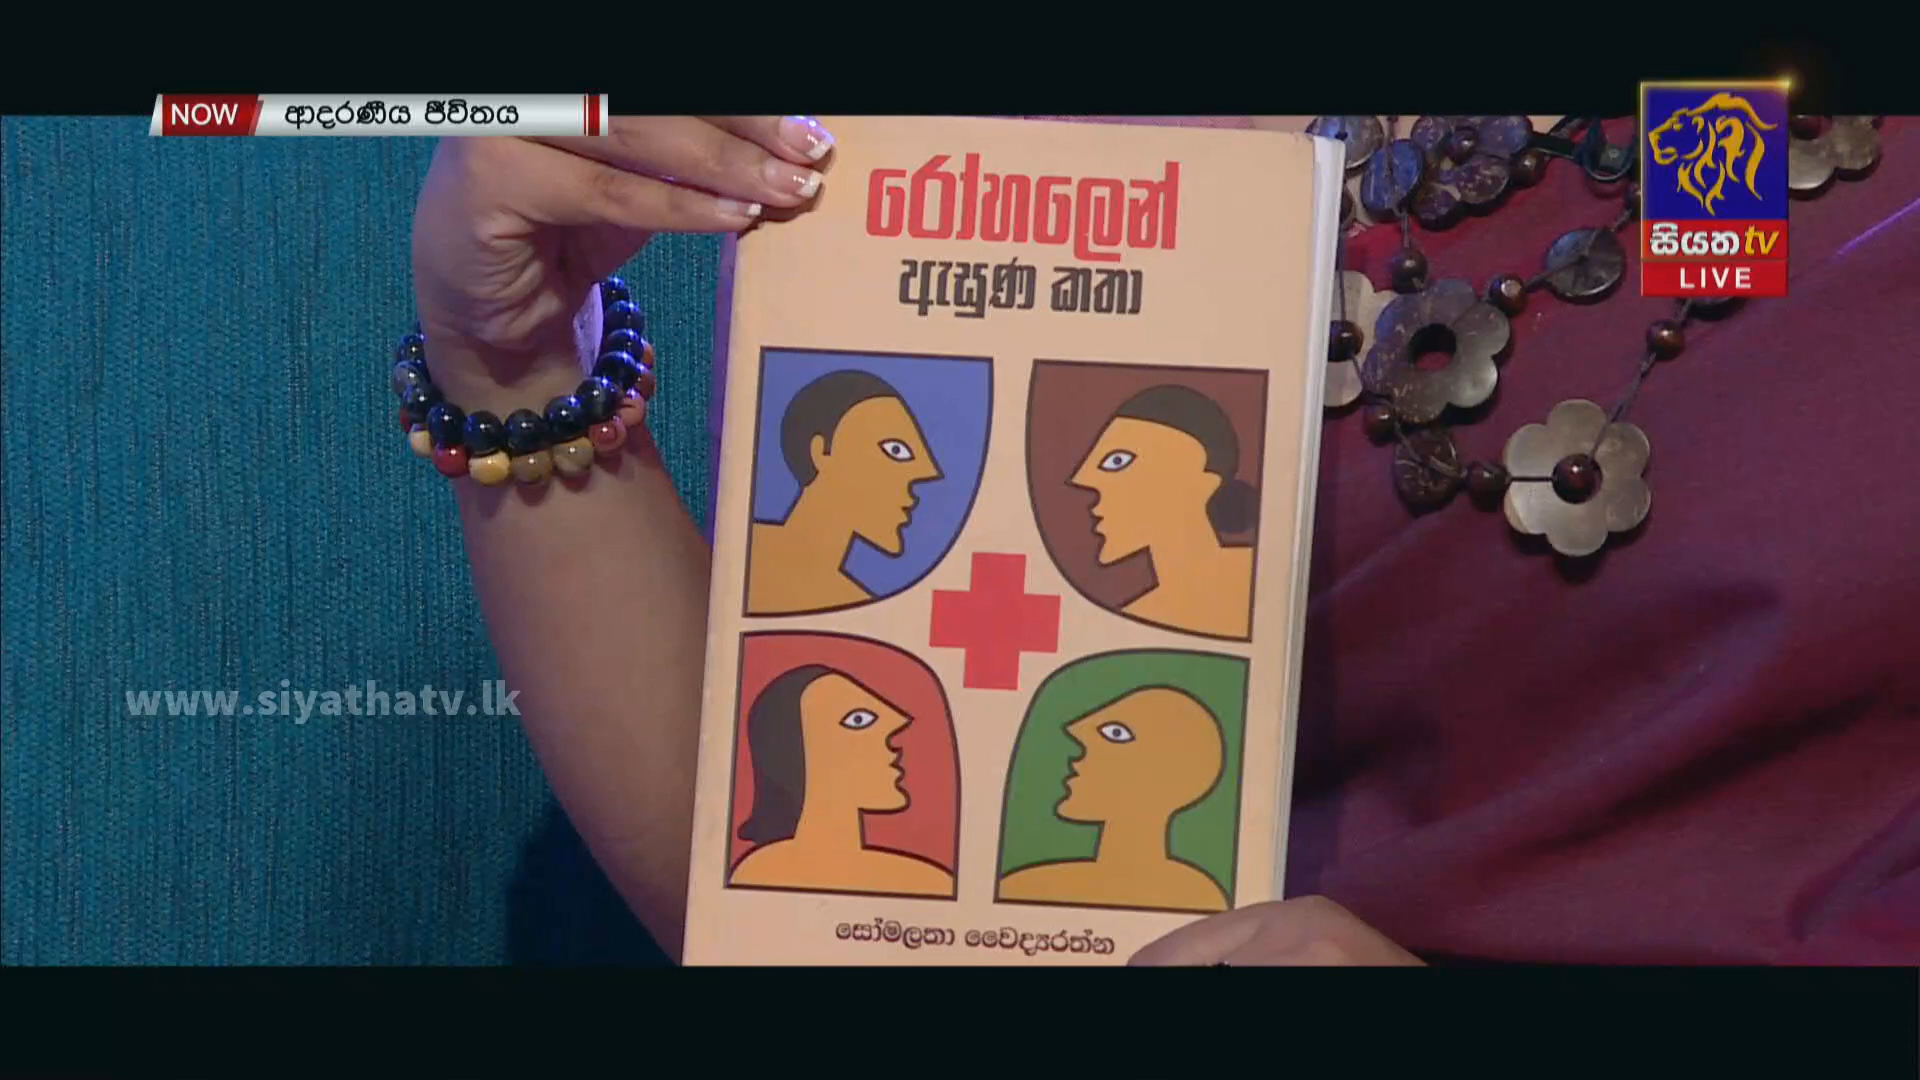 NOW ආදරණීය ජීවිතය
රෝහලෙන්
ඇසුණ කතා
සියත tv
LIVE
www.siyathatv.lk
සෝමලතා වෛද්‍යරත්න